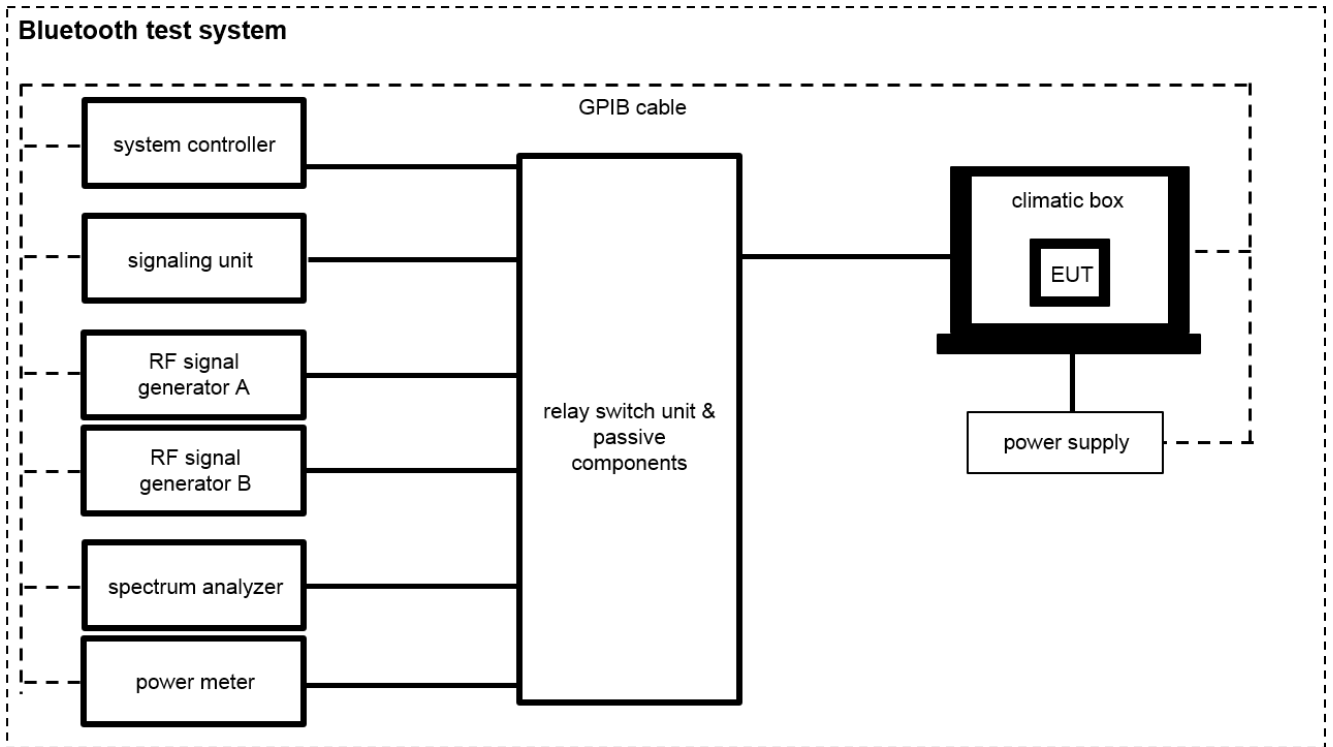 Bluetooth test system
GPIB cable
system controller
signaling unit
RF signal
generator A
RF signal
generator B
spectrum analyzer
power meter
relay switch unit &
passive
components
climatic box
EUT
power supply